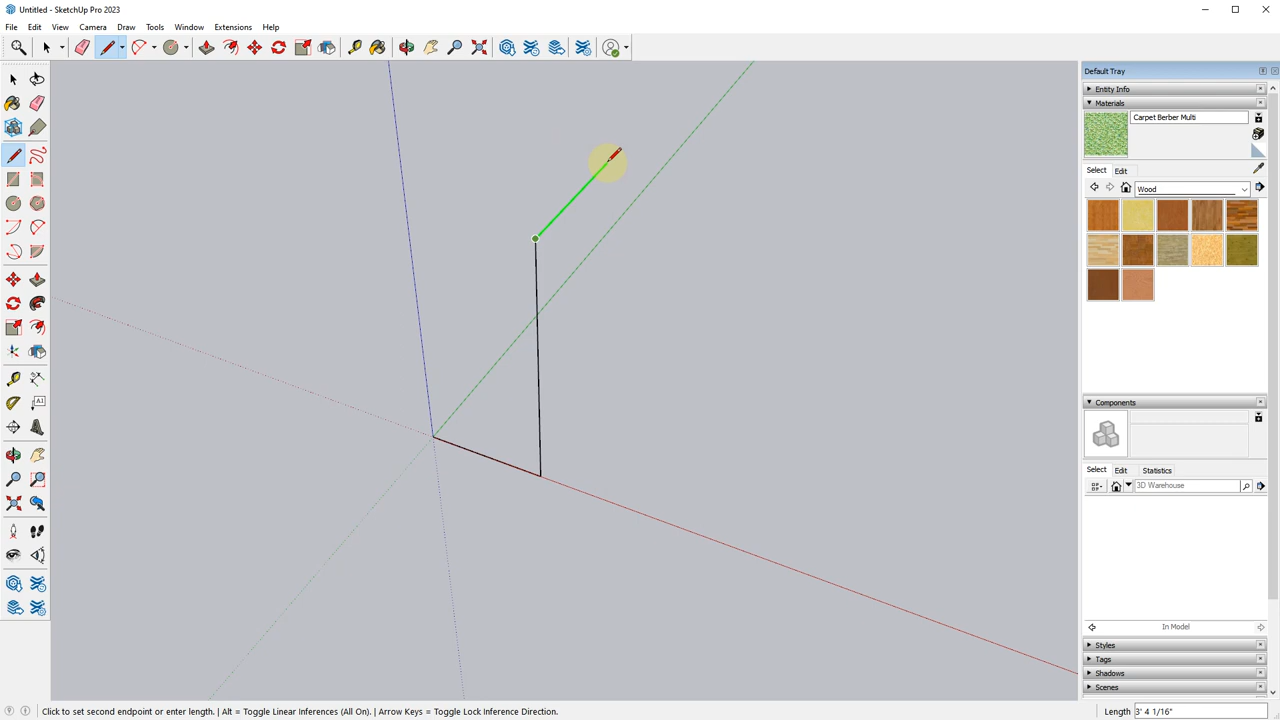 Untitled - SketchUp Pro 2023
File Edit View Camera Draw Tools Window Extensions Help
Default Tray
Entity Info
Materials
Carpet Berber Multi
Select Edit
Wood
Components
Select Edit Statistics
3D Warehouse
In Model
Styles
Tags
Shadows
Scenes
Click to set second endpoint or enter length. | Alt = Toggle Linear Inferences (All On). | Arrow Keys = Toggle Lock Inference Direction.
Length 3' 4 1/16"